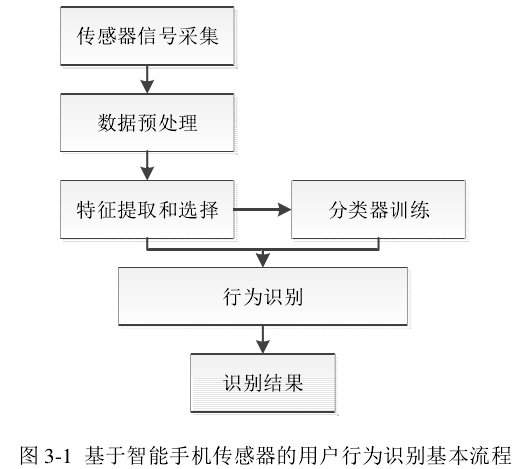 传感器信号采集
数据预处理
特征提取和选择
分类器训练
行为识别
识别结果
图 3-1 基于智能手机传感器的用户行为识别基本流程